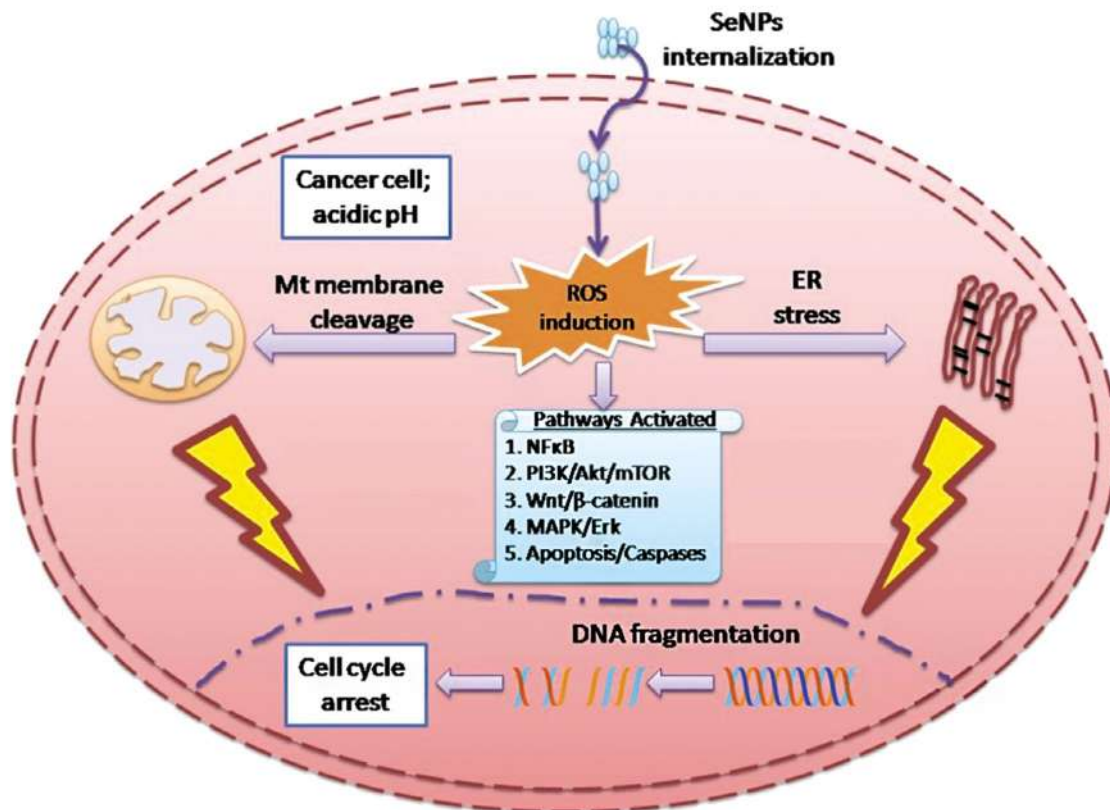 SeNPs
internalization
Cancer cell;
acidic pH
Mt membrane
cleavage
ROS
induction
ER
stress
Pathways Activated
1. NFκB
2. PI3K/Akt/mTOR
3. Wnt/β-catenin
4. MAPK/Erk
5. Apoptosis/Caspases
DNA fragmentation
Cell cycle
arrest